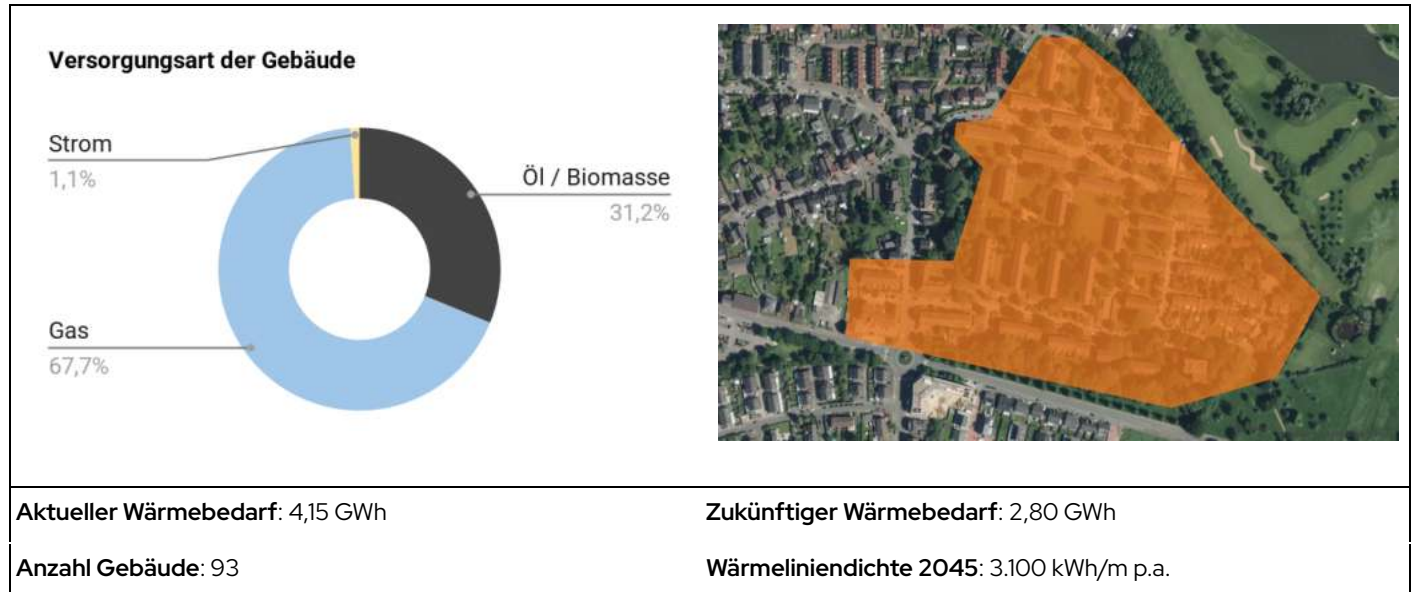 Versorgungsart der Gebäude
Strom
1,1%
Öl / Biomasse
31,2%
Gas
67,7%
Aktueller Wärmebedarf: 4,15 GWh
Zukünftiger Wärmebedarf: 2,80 GWh
Anzahl Gebäude: 93
Wärmeliniendichte 2045: 3.100 kWh/m p.a.